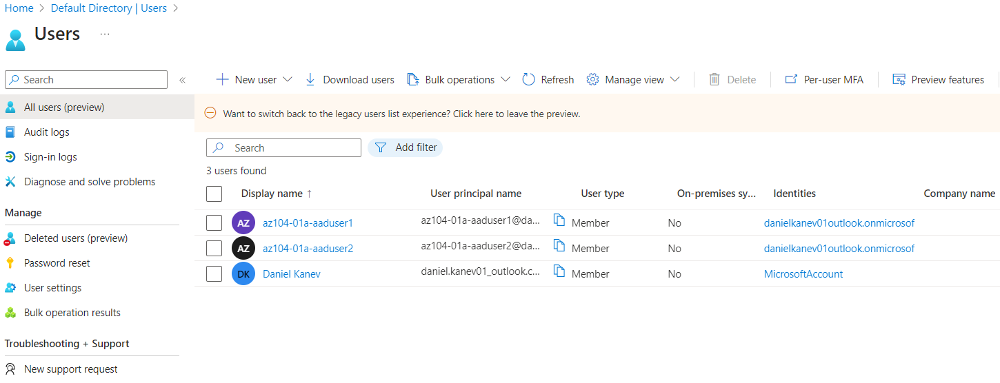 Home > Default Directory | Users >
Users ...
Search «
New user Download users Bulk operations Refresh Manage view Delete Per-user MFA Preview features
All users (preview)
Audit logs
Sign-in logs
Diagnose and solve problems
Manage
Deleted users (preview)
Password reset
User settings
Bulk operation results
Troubleshooting + Support
New support request
Want to switch back to the legacy users list experience? Click here to leave the preview.
Search Add filter
3 users found
Display name ↑ User principal name User type On-premises sy... Identities Company name
AZ az104-01a-aaduser1 az104-01a-aaduser1@da... Member No danielkanev01outlook.onmicrosof
AZ az104-01a-aaduser2 az104-01a-aaduser2@da... Member No danielkanev01outlook.onmicrosof
DK Daniel Kanev daniel.kanev01_outlook.c... Member No MicrosoftAccount